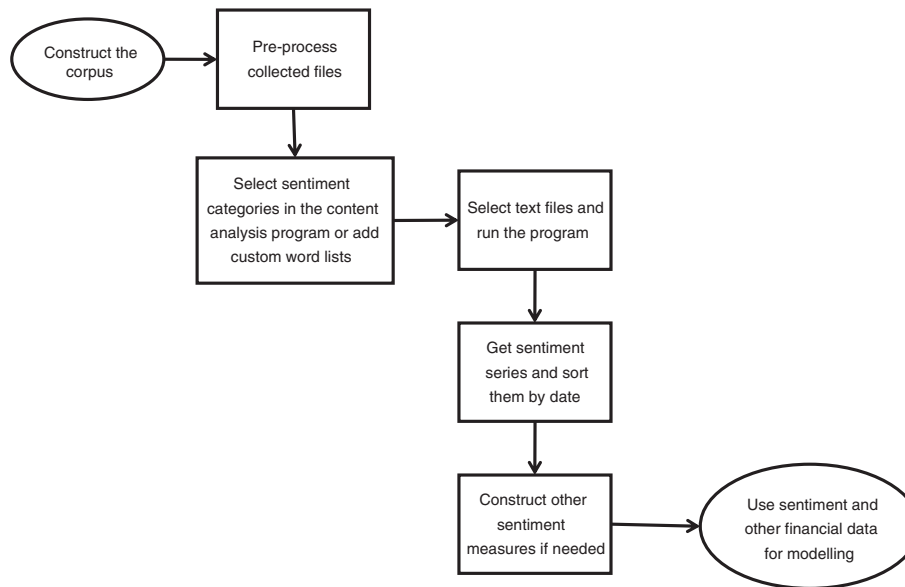 Construct the
corpus
Pre-process
collected files
Select sentiment
categories in the content
analysis program or add
custom word lists
Select text files and
run the program
Get sentiment
series and sort
them by date
Construct other
sentiment
measures if needed
Use sentiment and
other financial data
for modelling